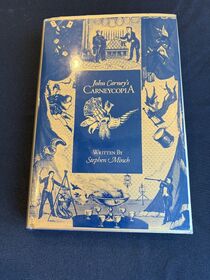 John Carney's
CARNEYCOPIA
WRITTEN BY
Stephen Minch